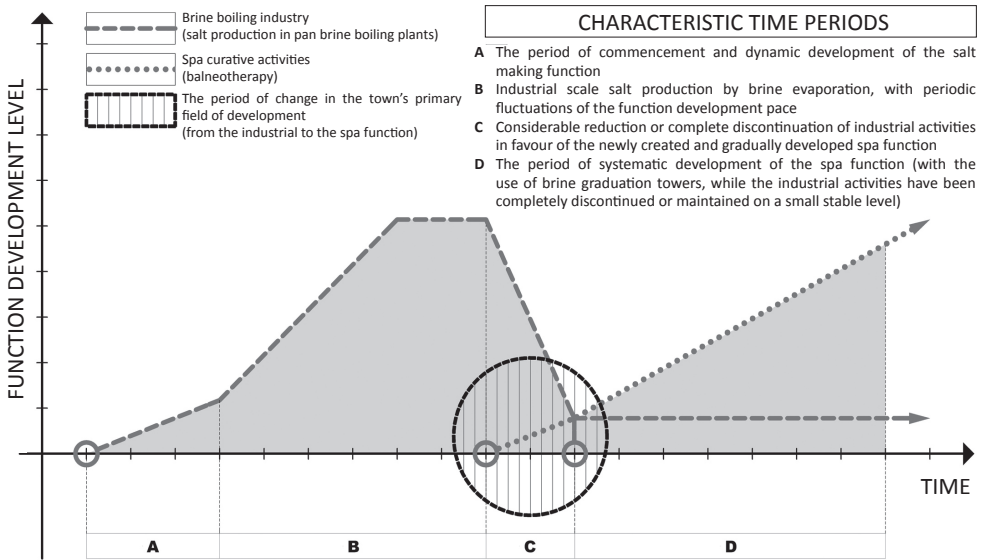 Brine boiling industry
(salt production in pan brine boiling plants)
Spa curative activities
(balneotherapy)
The period of change in the town's primary
field of development
(from the industrial to the spa function)
CHARACTERISTIC TIME PERIODS
A The period of commencement and dynamic development of the salt
making function
B Industrial scale salt production by brine evaporation, with periodic
fluctuations of the function development pace
C Considerable reduction or complete discontinuation of industrial activities
in favour of the newly created and gradually developed spa function
D The period of systematic development of the spa function (with the
use of brine graduation towers, while the industrial activities have been
completely discontinued or maintained on a small stable level)
FUNCTION DEVELOPMENT LEVEL
TIME
A
B
C
D